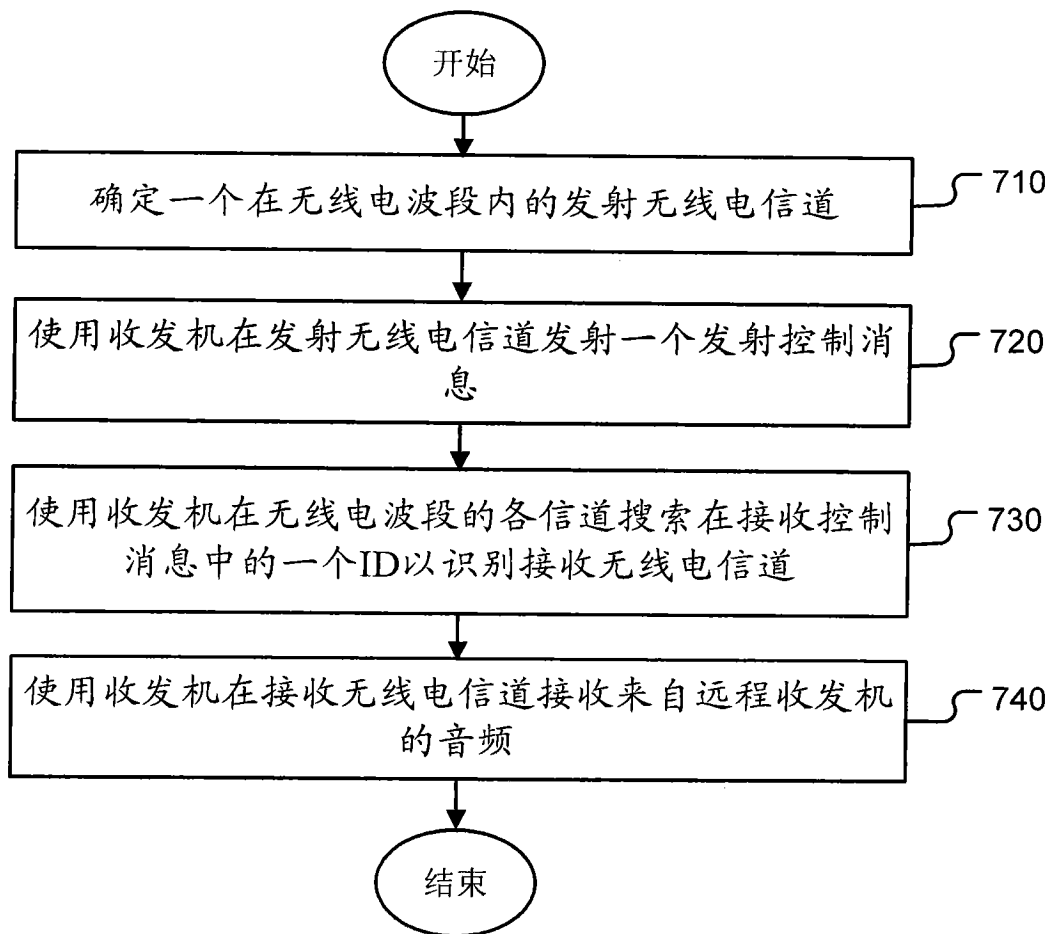 开始
确定一个在无线电波段内的发射无线电信道
710
使用收发机在发射无线电信道发射一个发射控制消
息
720
使用收发机在无线电波段的各信道搜索在接收控制
消息中的一个ID以识别接收无线电信道
730
使用收发机在接收无线电信道接收来自远程收发机
的音频
740
结束